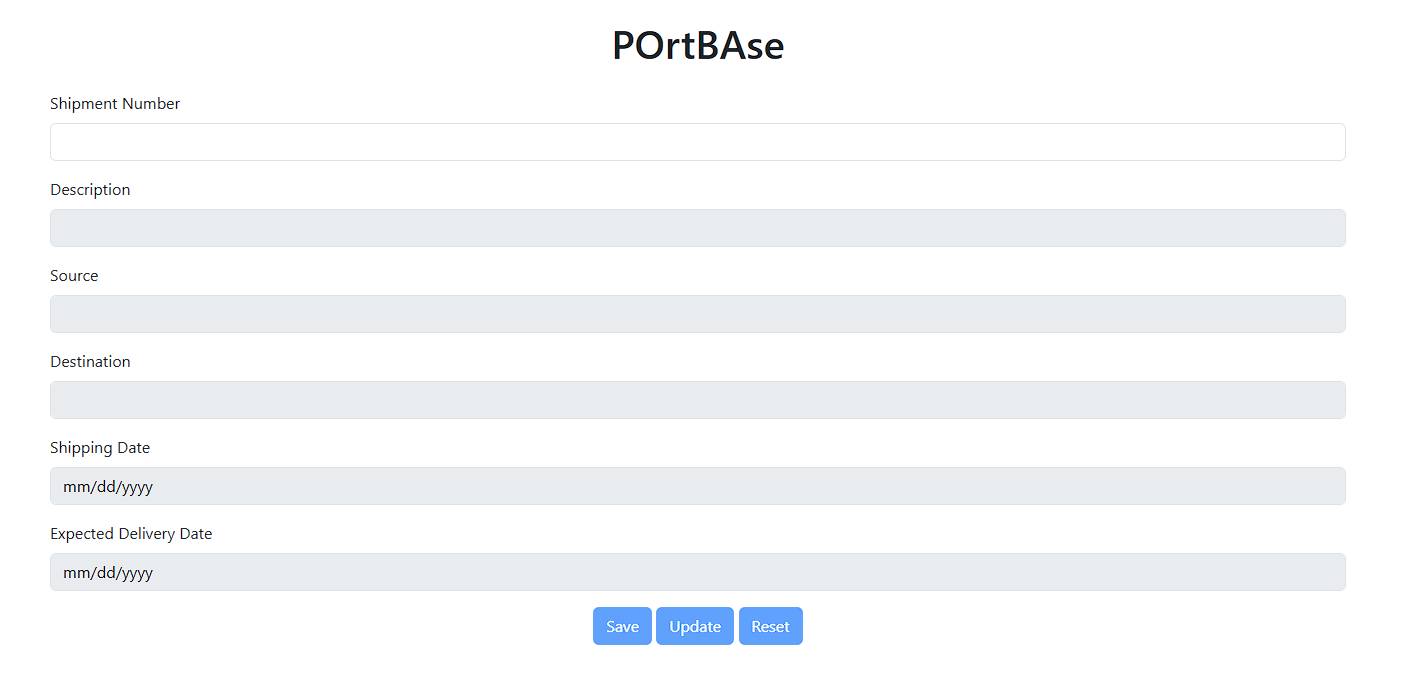 POrtBAse
Shipment Number
Description
Source
Destination
Shipping Date
mm/dd/yyyy
Expected Delivery Date
mm/dd/yyyy
Save Update Reset